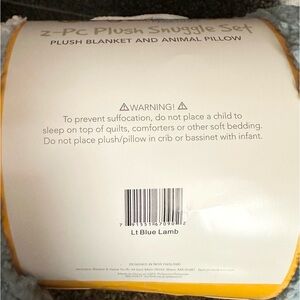 2-PC Plush Snuggle Set
PLUSH BLANKET AND ANIMAL PILLOW
⚠WARNING! ⚠
To prevent suffocation, do not place a child to
sleep on top of quilts, comforters or other soft bedding.
Do not place plush/pillow in crib or bassinet with infant.
Lt Blue Lamb